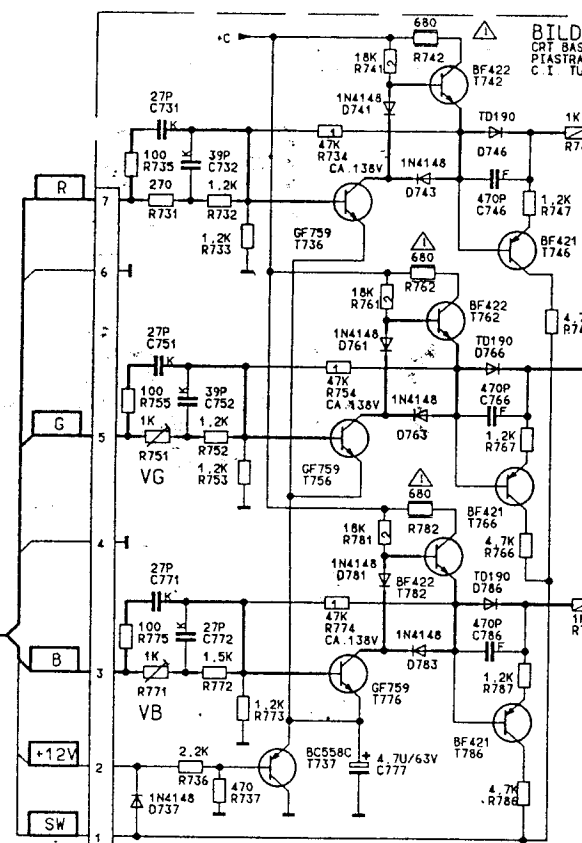 680
BILD
+C
R742
CRT BAS
PIASTRA
C.I. TU
18K
R741
BF422
T742
27P
C731
1N4148
D741
TD190
1K
D746
100
R735
39P
C732
47K
R734
CA.138V
1N4148
D743
470P
C746
1.2K
R747
R
270
R731
1.2K
R732
7
1.2K
R733
GF759
T736
BF421
T746
680
R762
6
18K
R761
BF422
T762
27P
C751
1N4148
D761
TD190
D766
4.7
100
R755
39P
C752
47K
R754
CA.138V
1N4148
D763
470P
C766
1.2K
R767
G
1K
R751
1.2K
R752
5
VG
1.2K
R753
GF759
T756
BF421
T766
680
R782
4
18K
R781
4.7K
R766
27P
C771
1N4148
D781
BF422
T782
TD190
D786
100
R775
27P
C772
47K
R774
CA.138V
1N4148
D783
470P
C786
B
1K
R771
1.5K
R772
3
VB
1.2K
R773
GF759
T776
1.2K
R787
BF421
T786
+12V
2
2.2K
R736
BC558C
T737
4.7U/63V
C777
1N4148
D737
470
R737
4.7K
R786
SW
1